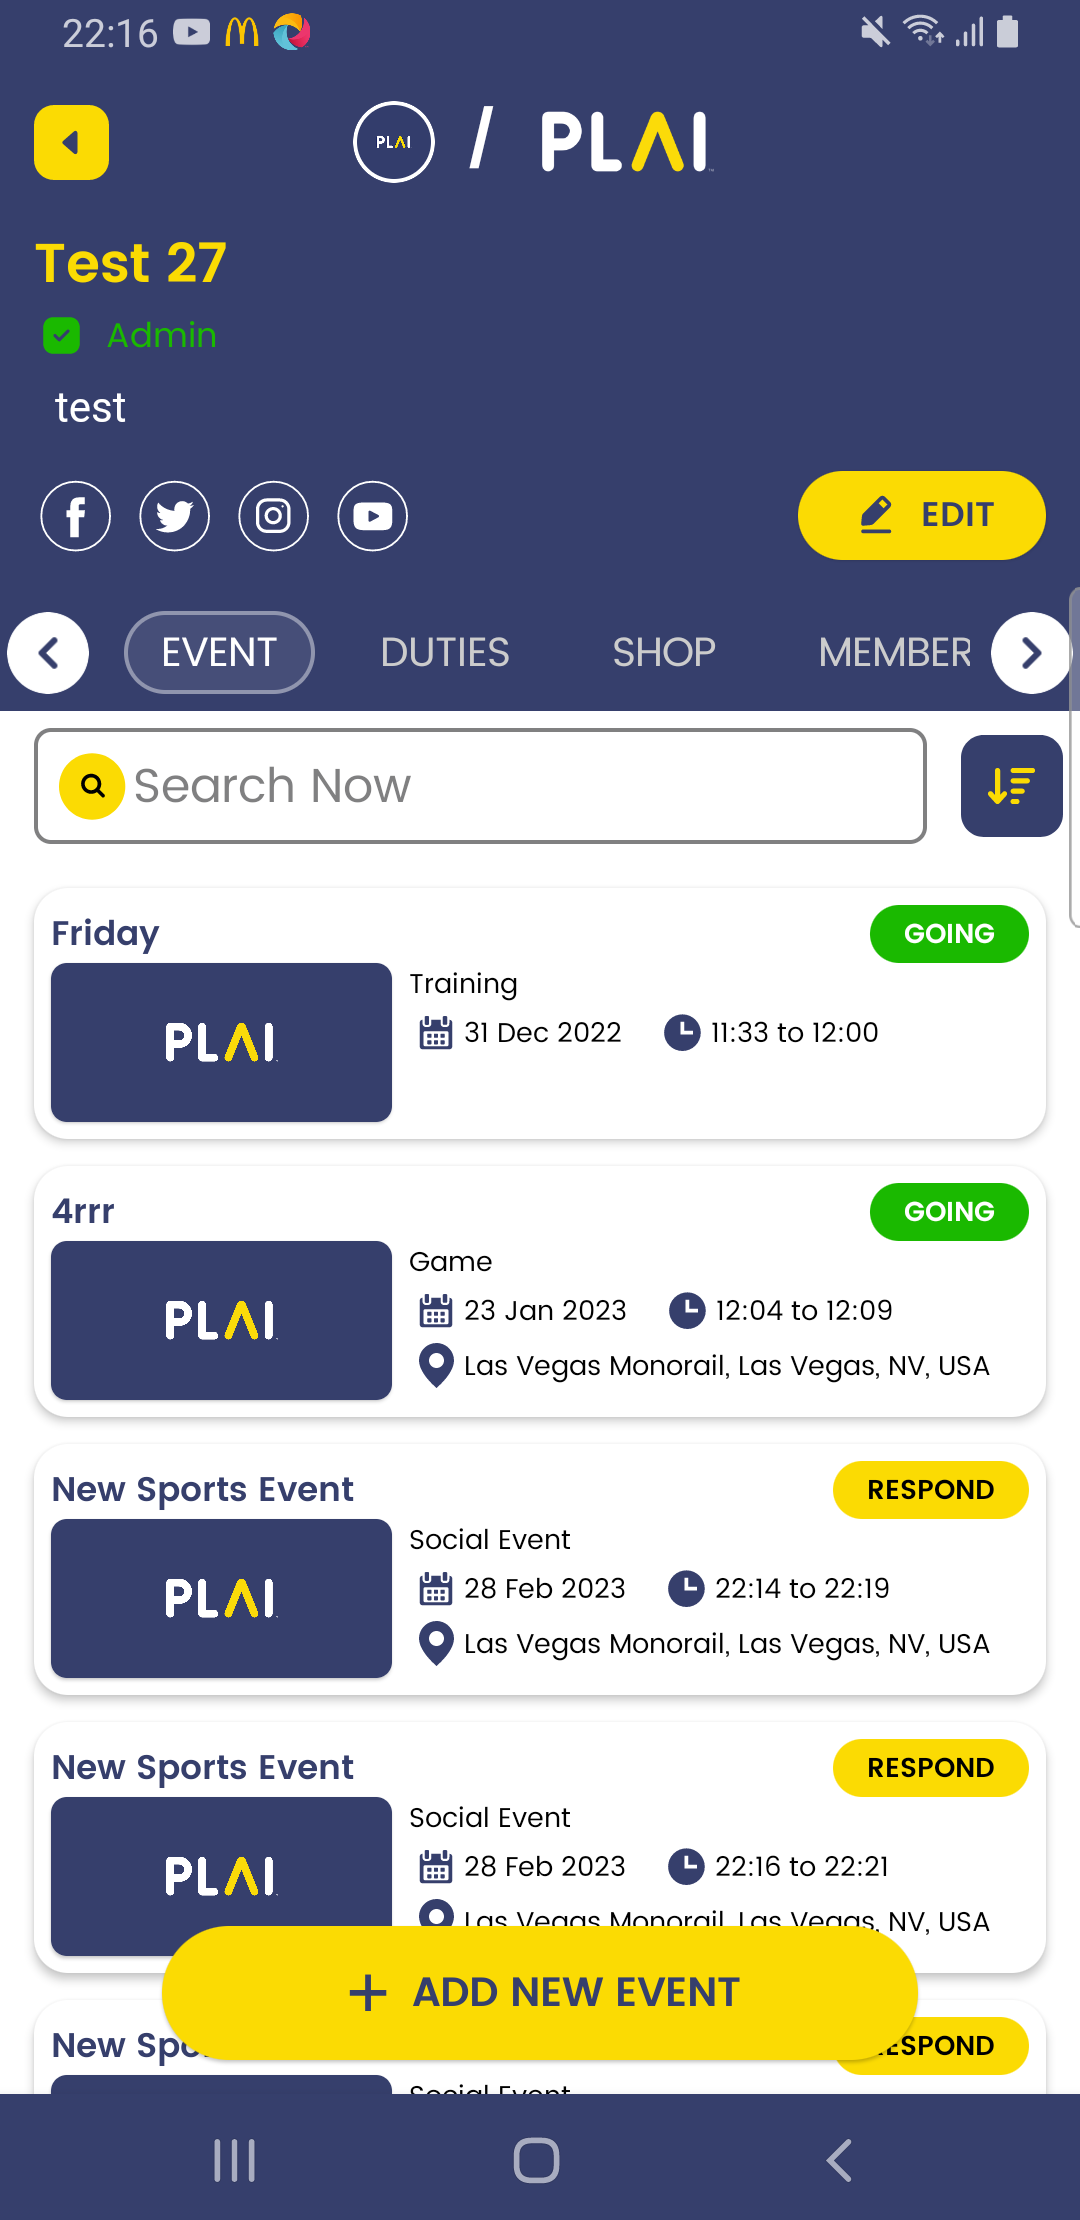 22:16
PLAI / PLAI
Test 27
Admin
test
EDIT
EVENT DUTIES SHOP MEMBER
Search Now
Friday GOING
PLAI
Training
31 Dec 2022 11:33 to 12:00
4rrr GOING
PLAI
Game
23 Jan 2023 12:04 to 12:09
Las Vegas Monorail, Las Vegas, NV, USA
New Sports Event RESPOND
PLAI
Social Event
28 Feb 2023 22:14 to 22:19
Las Vegas Monorail, Las Vegas, NV, USA
New Sports Event RESPOND
PLAI
Social Event
28 Feb 2023 22:16 to 22:21
Las Vegas Monorail, Las Vegas, NV, USA
+ ADD NEW EVENT
New Spo ESPOND
Social Event